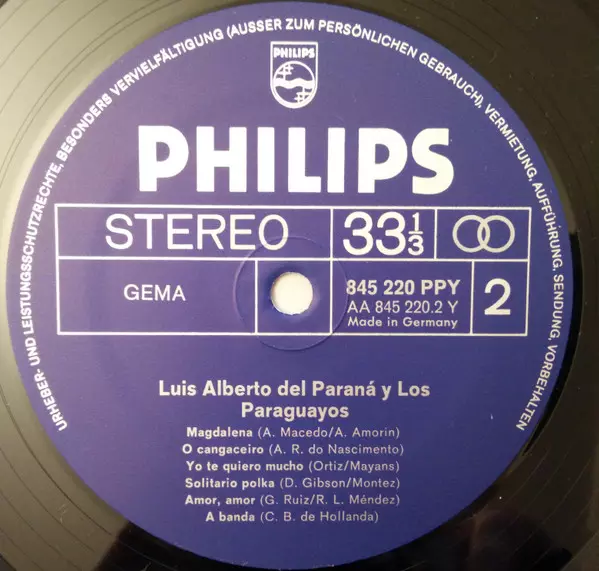 URHEBER- UND LEISTUNGSSCHUTZRECHTE, BESONDERS VERVIELFÄLTIGUNG (AUSSER ZUM PERSÖNLICHEN GEBRAUCH), VERMIETUNG, AUFFÜHRUNG, SENDUNG, VORBEHALTEN
PHILIPS
PHILIPS
STEREO 33 1/3
GEMA 845 220 PPY 2
AA 845 220.2 Y
Made in Germany
Luis Alberto del Paraná y Los
Paraguayos
Magdalena (A. Macedo/A. Amorin)
O cangaceiro (A. R. do Nascimento)
Yo te quiero mucho (Ortiz/Mayans)
Solitario polka (D. Gibson/Montez)
Amor, amor (G. Ruiz/R. L. Méndez)
A banda (C. B. de Hollanda)